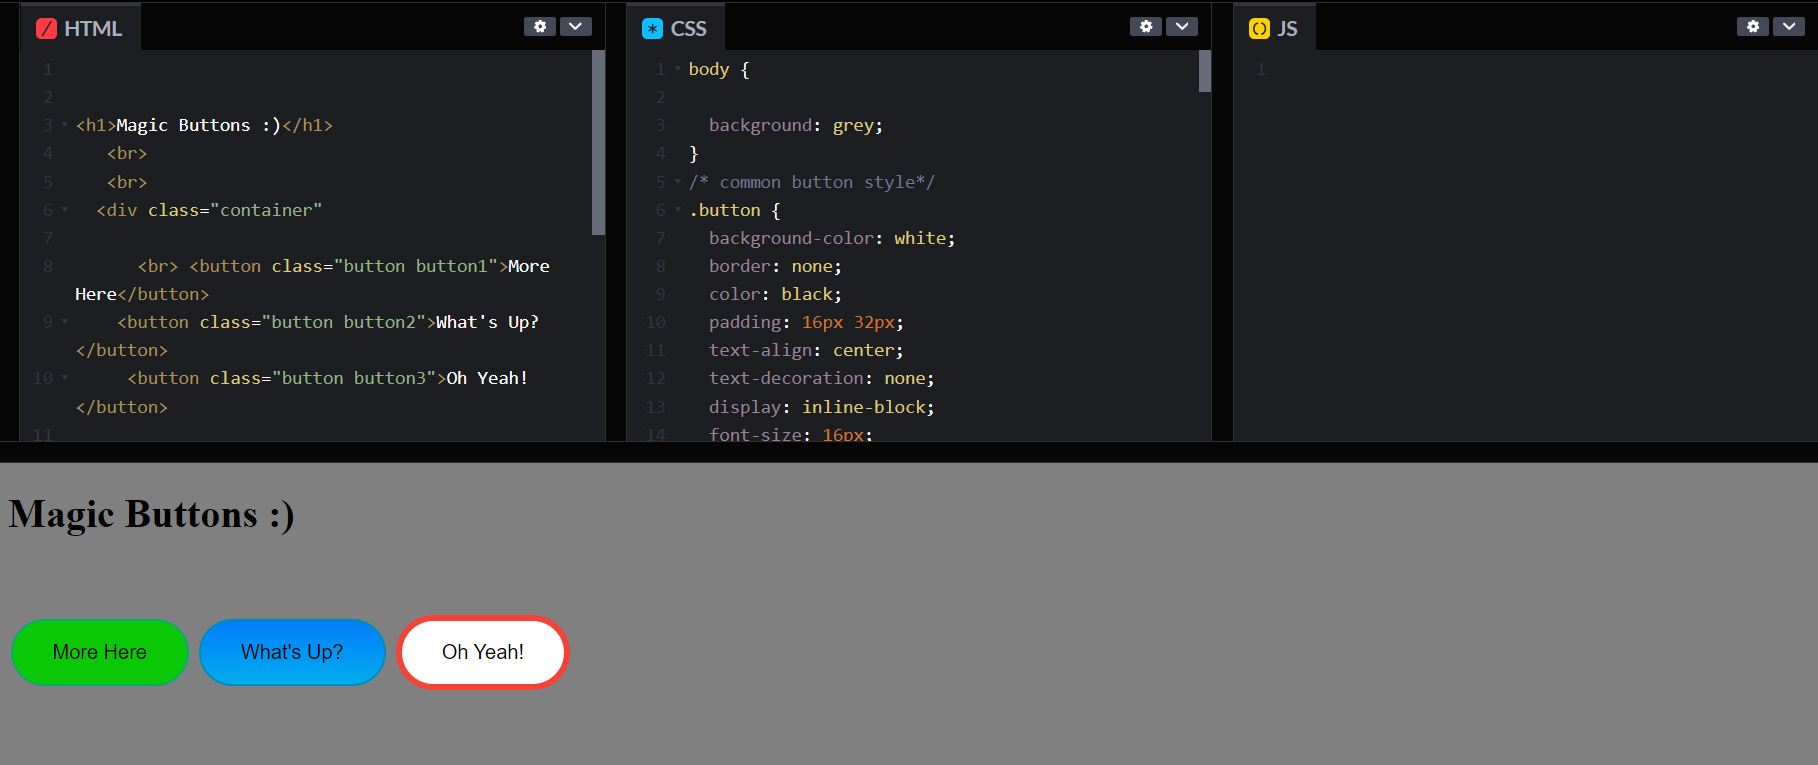 HTML
1
2
3 <h1>Magic Buttons :)</h1>
4 <br>
5 <br>
6 <div class="container"
7
8 <br> <button class="button button1">More
Here</button>
9 <button class="button button2">What's Up?
</button>
10 <button class="button button3">Oh Yeah!
</button>
11
CSS
1 body {
2
3 background: grey;
4 }
5 /* common button style*/
6 .button {
7 background-color: white;
8 border: none;
9 color: black;
10 padding: 16px 32px;
11 text-align: center;
12 text-decoration: none;
13 display: inline-block;
14 font-size: 16px;
JS
1
Magic Buttons :)
More Here What's Up? Oh Yeah!